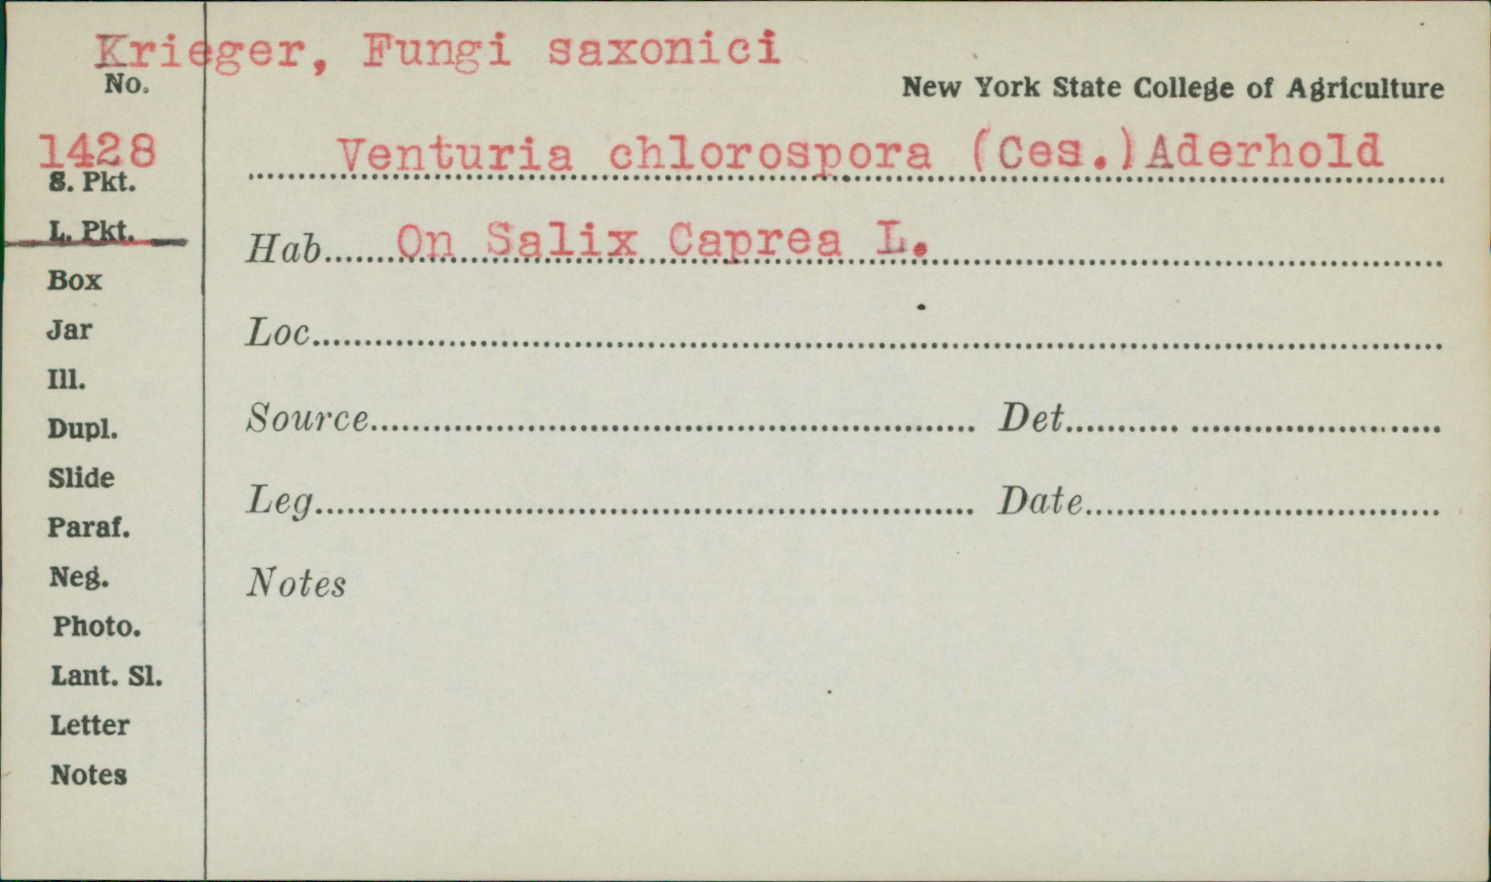 Krieger, Fungi saxonici
No.
New York State College of Agriculture
1428
Venturia chlorospora (Ces.) Aderhold
S. Pkt.
L. Pkt.
Hab. On Salix Caprea L.
Box
Jar
Loc.
Ill.
Dupl.
Source Det.
Slide
Leg. Date
Paraf.
Neg.
Notes
Photo.
Lant. Sl.
Letter
Notes